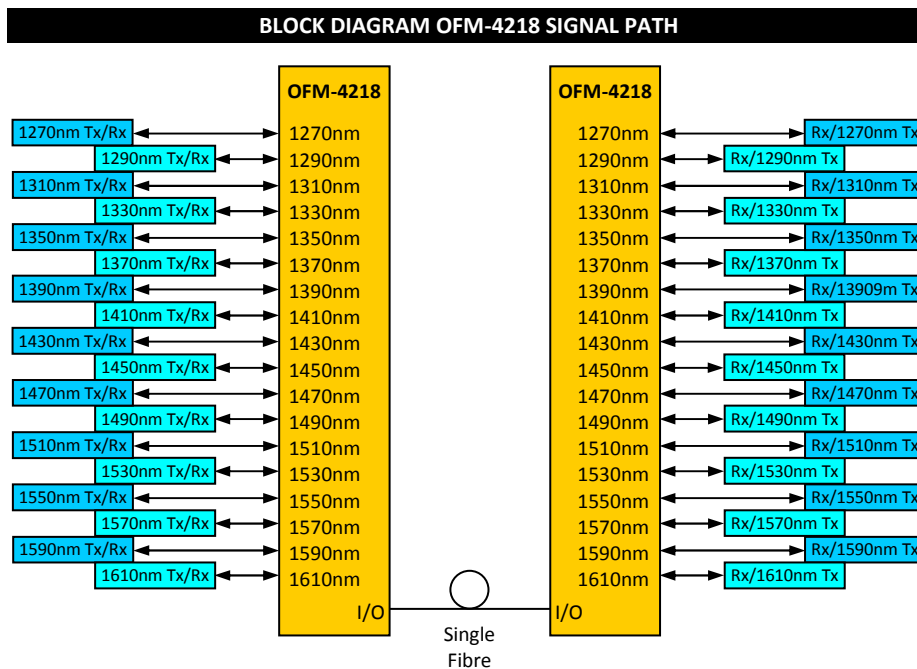 BLOCK DIAGRAM OFM-4218 SIGNAL PATH
OFM-4218 OFM-4218
1270nm Tx/Rx 1270nm 1270nm Rx/1270nm Tx
1290nm Tx/Rx 1290nm 1290nm Rx/1290nm Tx
1310nm Tx/Rx 1310nm 1310nm Rx/1310nm Tx
1330nm Tx/Rx 1330nm 1330nm Rx/1330nm Tx
1350nm Tx/Rx 1350nm 1350nm Rx/1350nm Tx
1370nm Tx/Rx 1370nm 1370nm Rx/1370nm Tx
1390nm Tx/Rx 1390nm 1390nm Rx/13909m Tx
1410nm Tx/Rx 1410nm 1410nm Rx/1410nm Tx
1430nm Tx/Rx 1430nm 1430nm Rx/1430nm Tx
1450nm Tx/Rx 1450nm 1450nm Rx/1450nm Tx
1470nm Tx/Rx 1470nm 1470nm Rx/1470nm Tx
1490nm Tx/Rx 1490nm 1490nm Rx/1490nm Tx
1510nm Tx/Rx 1510nm 1510nm Rx/1510nm Tx
1530nm Tx/Rx 1530nm 1530nm Rx/1530nm Tx
1550nm Tx/Rx 1550nm 1550nm Rx/1550nm Tx
1570nm Tx/Rx 1570nm 1570nm Rx/1570nm Tx
1590nm Tx/Rx 1590nm 1590nm Rx/1590nm Tx
1610nm Tx/Rx 1610nm 1610nm Rx/1610nm Tx
I/O I/O
Single
Fibre